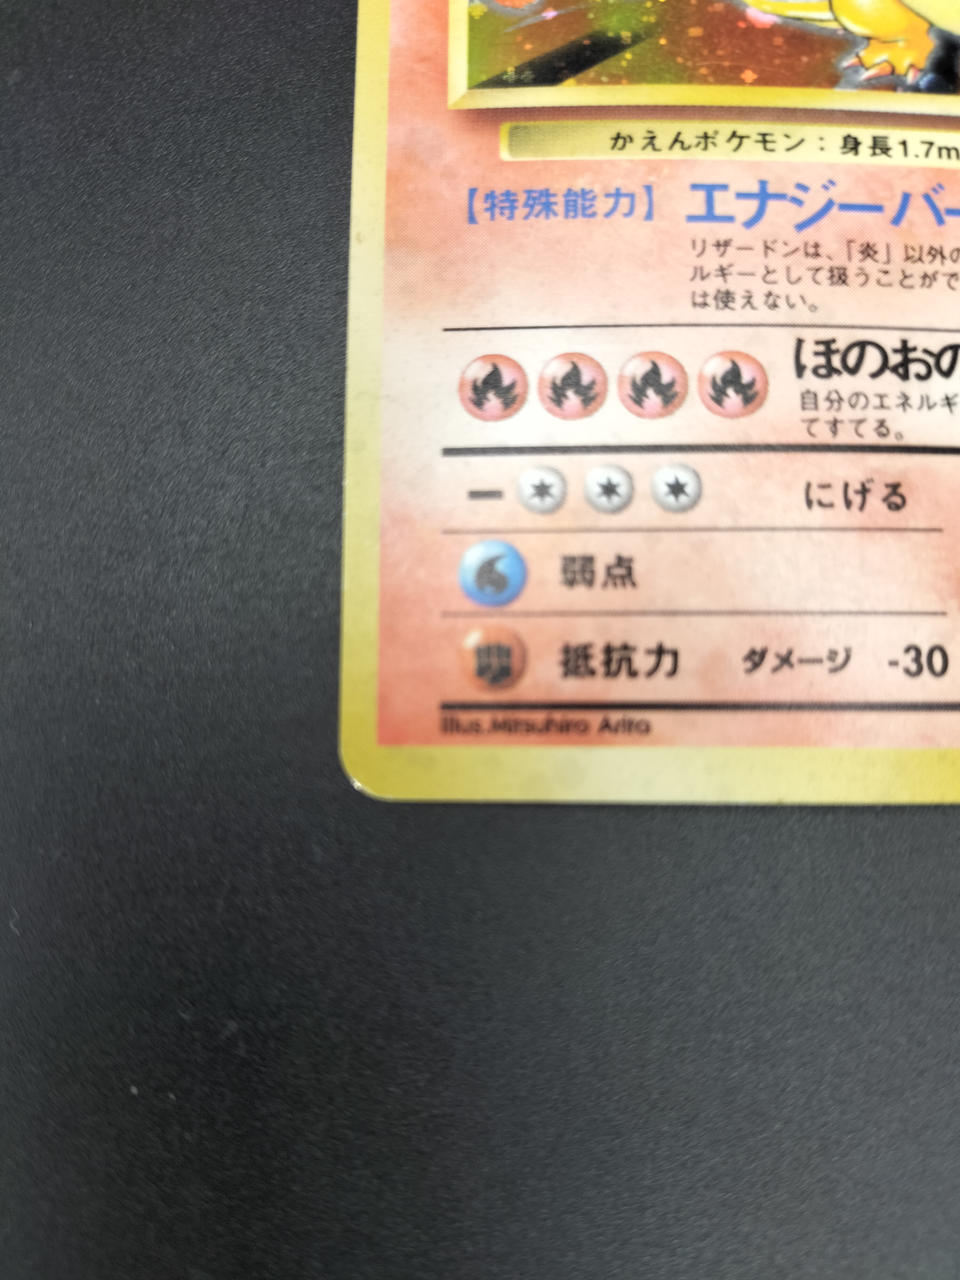 かえんポケモン：身長1.7m
【特殊能力】 エナジーバー
リザードンは、「炎」以外の
ルギーとして扱うことがで
は使えない。
ほのおの
自分のエネルギ
てすてる。
にげる
弱点
抵抗力 ダメージ -30
Illus.Mitsuhiro Arita